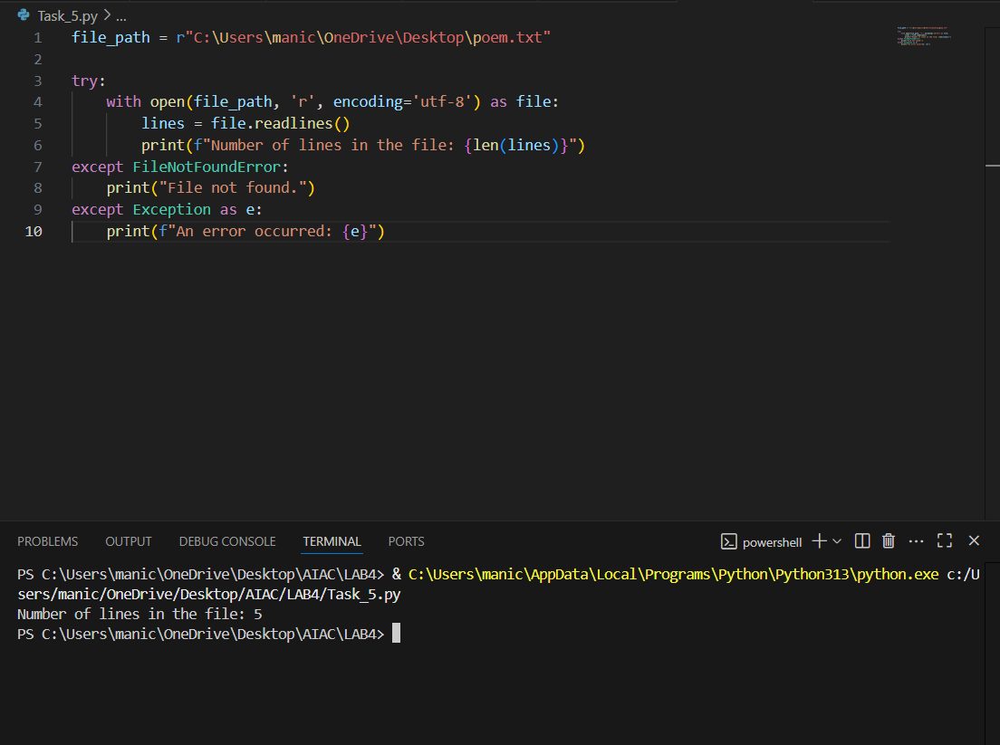 Task_5.py > ...
1 file_path = r"C:\Users\manic\OneDrive\Desktop\poem.txt"
2
3 try:
4     with open(file_path, 'r', encoding='utf-8') as file:
5         lines = file.readlines()
6         print(f"Number of lines in the file: {len(lines)}")
7 except FileNotFoundError:
8     print("File not found.")
9 except Exception as e:
10     print(f"An error occurred: {e}")
PROBLEMS OUTPUT DEBUG CONSOLE TERMINAL PORTS powershell
PS C:\Users\manic\OneDrive\Desktop\AIAC\LAB4> & C:\Users\manic\AppData\Local\Programs\Python\Python313\python.exe c:/U
sers/manic/OneDrive/Desktop/AIAC/LAB4/Task_5.py
Number of lines in the file: 5
PS C:\Users\manic\OneDrive\Desktop\AIAC\LAB4>